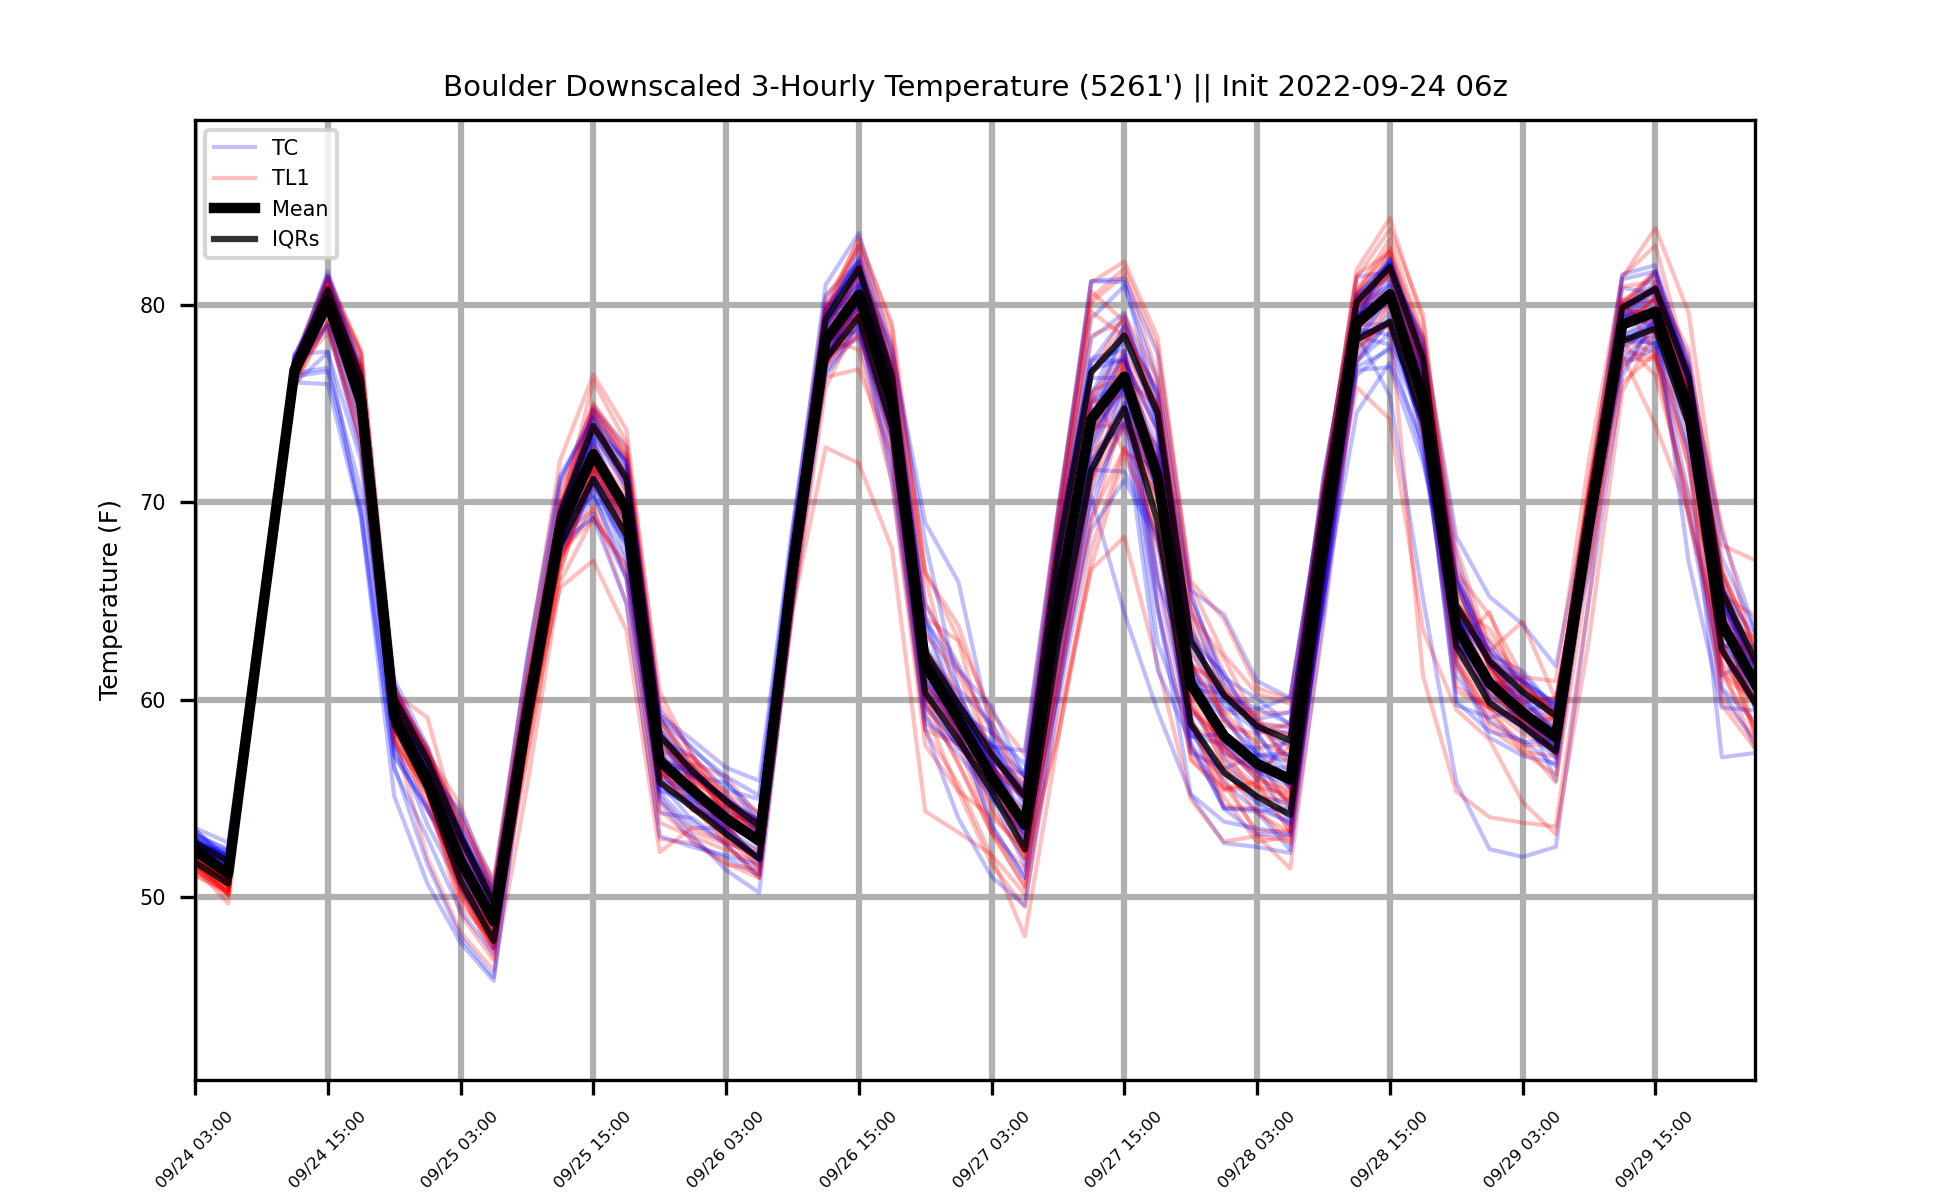 Boulder Downscaled 3-Hourly Temperature (5261') || Init 2022-09-24 06z
TC
TL1
Mean
IQRs
Temperature (F)
80
70
60
50
09/24 03:00
09/24 15:00
09/25 03:00
09/25 15:00
09/26 03:00
09/26 15:00
09/27 03:00
09/27 15:00
09/28 03:00
09/28 15:00
09/29 03:00
09/29 15:00